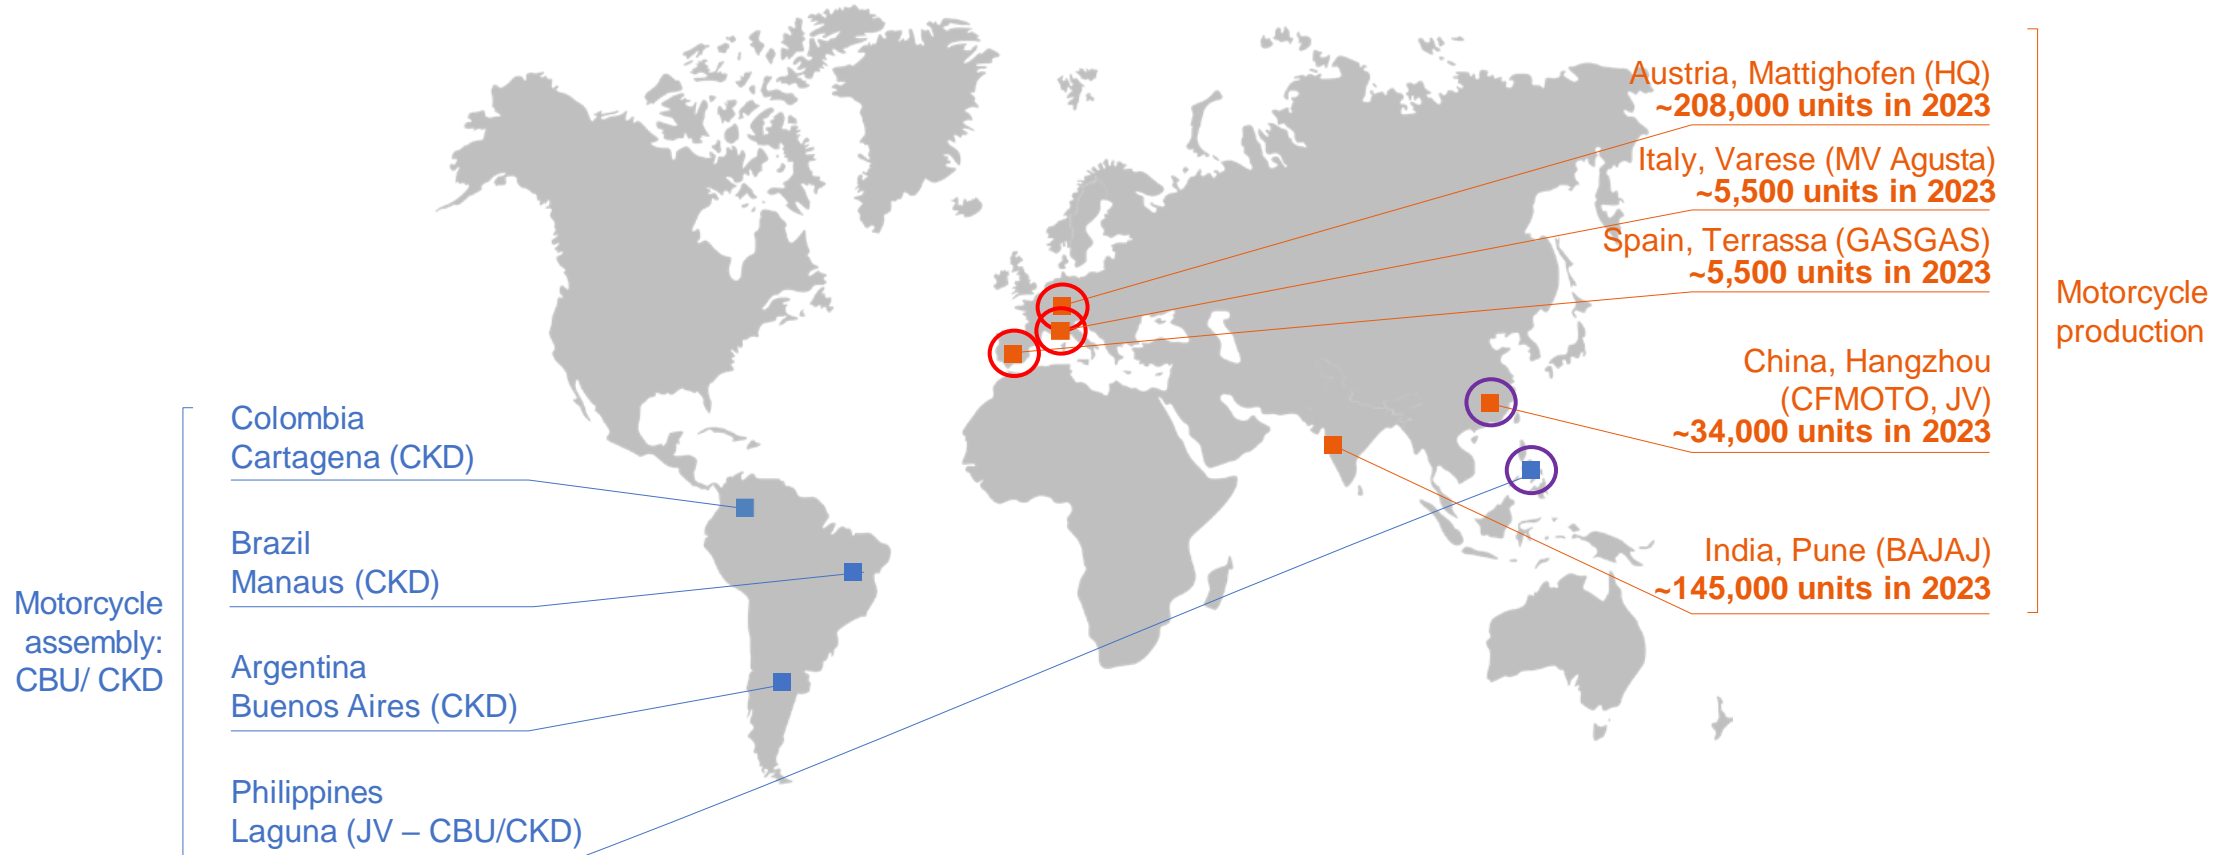 Austria, Mattighofen (HQ)
~208,000 units in 2023
Italy, Varese (MV Agusta)
~5,500 units in 2023
Spain, Terrassa (GASGAS)
~5,500 units in 2023
China, Hangzhou
(CFMOTO, JV)
~34,000 units in 2023
India, Pune (BAJAJ)
~145,000 units in 2023
Motorcycle
production
Colombia
Cartagena (CKD)
Brazil
Manaus (CKD)
Argentina
Buenos Aires (CKD)
Philippines
Laguna (JV – CBU/CKD)
Motorcycle
assembly:
CBU/ CKD